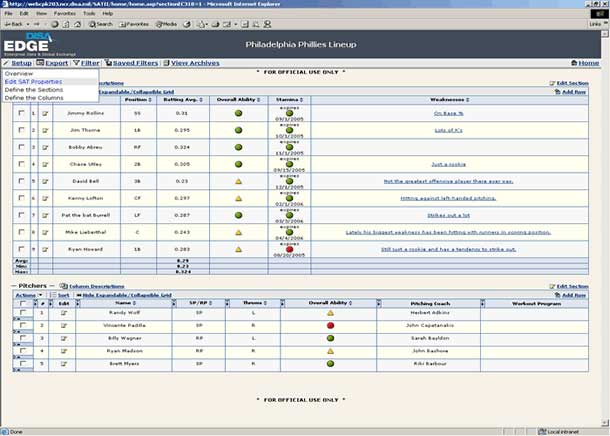 http://webcpk203.ncr.disa.mil/SATII/home/home.asp?section1C310=1 - Microsoft Internet Explorer
File Edit View Favorites Tools Help
Back Search Favorites Media
Address Links
DISA
EDGE
Enterprise Data & Global Exchange
Philadelphia Phillies Lineup
Setup Export Filter Saved Filters View Archives Home
Overview
Edit SAT Properties
Define the Sections
Define the Columns
* FOR OFFICIAL USE ONLY *
Descriptions Edit Section
Expandable/Collapsible Grid Add Row
Position Batting Avg. Overall Ability Stamina Weaknesses
1 Jimmy Rollins SS 0.31 expires 09/1/2005 On Base %
2 Jim Thome 1B 0.295 expires 10/1/2005 Lots of K's
3 Bobby Abreu RF 0.324 expires 11/1/2005
4 Chase Utley 2B 0.305 expires 09/15/2005 Just a rookie
5 David Bell 3B 0.23 expires 12/1/2005 Not the greatest offensive player there ever was.
6 Kenny Lofton CF 0.297 expires 02/1/2006 Hitting against left-handed pitching.
7 Pat the bat Burrell LF 0.287 expires 03/3/2006 Strikes out a lot
8 Mike Lieberthal C 0.243 expires 04/4/2006 Lately his biggest weakness has been hitting with runners in scoring position.
9 Ryan Howard 1B 0.283 expires 08/20/2005 Still just a rookie and has a tendency to strike out.
Avg: 0.29
Min: 0.23
Max: 0.324
— Pitchers — Column Descriptions Edit Section
Actions Sort Hide Expandable/Collapsible Grid Add Row
# Edit Name SP/RP Throws Overall Ability Pitching Coach Workout Program
1 Randy Wolf SP L Herbert Adkins
2 Vincente Padilla SP R John Capatanakis
3 Billy Wagner RP L Sarah Bayldon
4 Ryan Madson RP R John Bashore
5 Brett Myers SP R Riki Barbour
* FOR OFFICIAL USE ONLY *
Done Local intranet